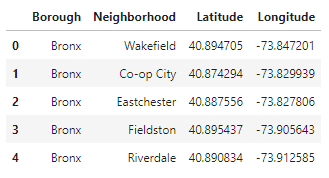 Borough Neighborhood Latitude Longitude
0 Bronx Wakefield 40.894705 -73.847201
1 Bronx Co-op City 40.874294 -73.829939
2 Bronx Eastchester 40.887556 -73.827806
3 Bronx Fieldston 40.895437 -73.905643
4 Bronx Riverdale 40.890834 -73.912585